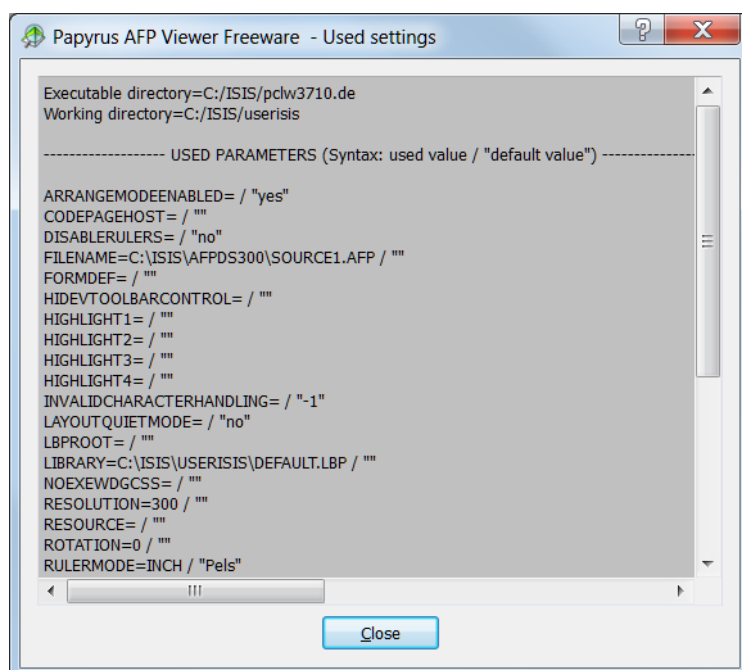 Papyrus AFP Viewer Freeware - Used settings
Executable directory=C:/ISIS/pclw3710.de
Working directory=C:/ISIS/userisis
------------------- USED PARAMETERS (Syntax: used value / "default value") ---------------
ARRANGEMODEENABLED= / "yes"
CODEPAGEHOST= / ""
DISABLERULERS= / "no"
FILENAME=C:\ISIS\AFPDS300\SOURCE1.AFP / ""
FORMDEF= / ""
HIDEVTOOLBARCONTROL= / ""
HIGHLIGHT1= / ""
HIGHLIGHT2= / ""
HIGHLIGHT3= / ""
HIGHLIGHT4= / ""
INVALIDCHARACTERHANDLING= / "-1"
LAYOUTQUIETMODE= / "no"
LBPROOT= / ""
LIBRARY=C:\ISIS\USERISIS\DEFAULT.LBP / ""
NOEXEWDGCSS= / ""
RESOLUTION=300 / ""
RESOURCE= / ""
ROTATION=0 / ""
RULERMODE=INCH / "Pels"
Close